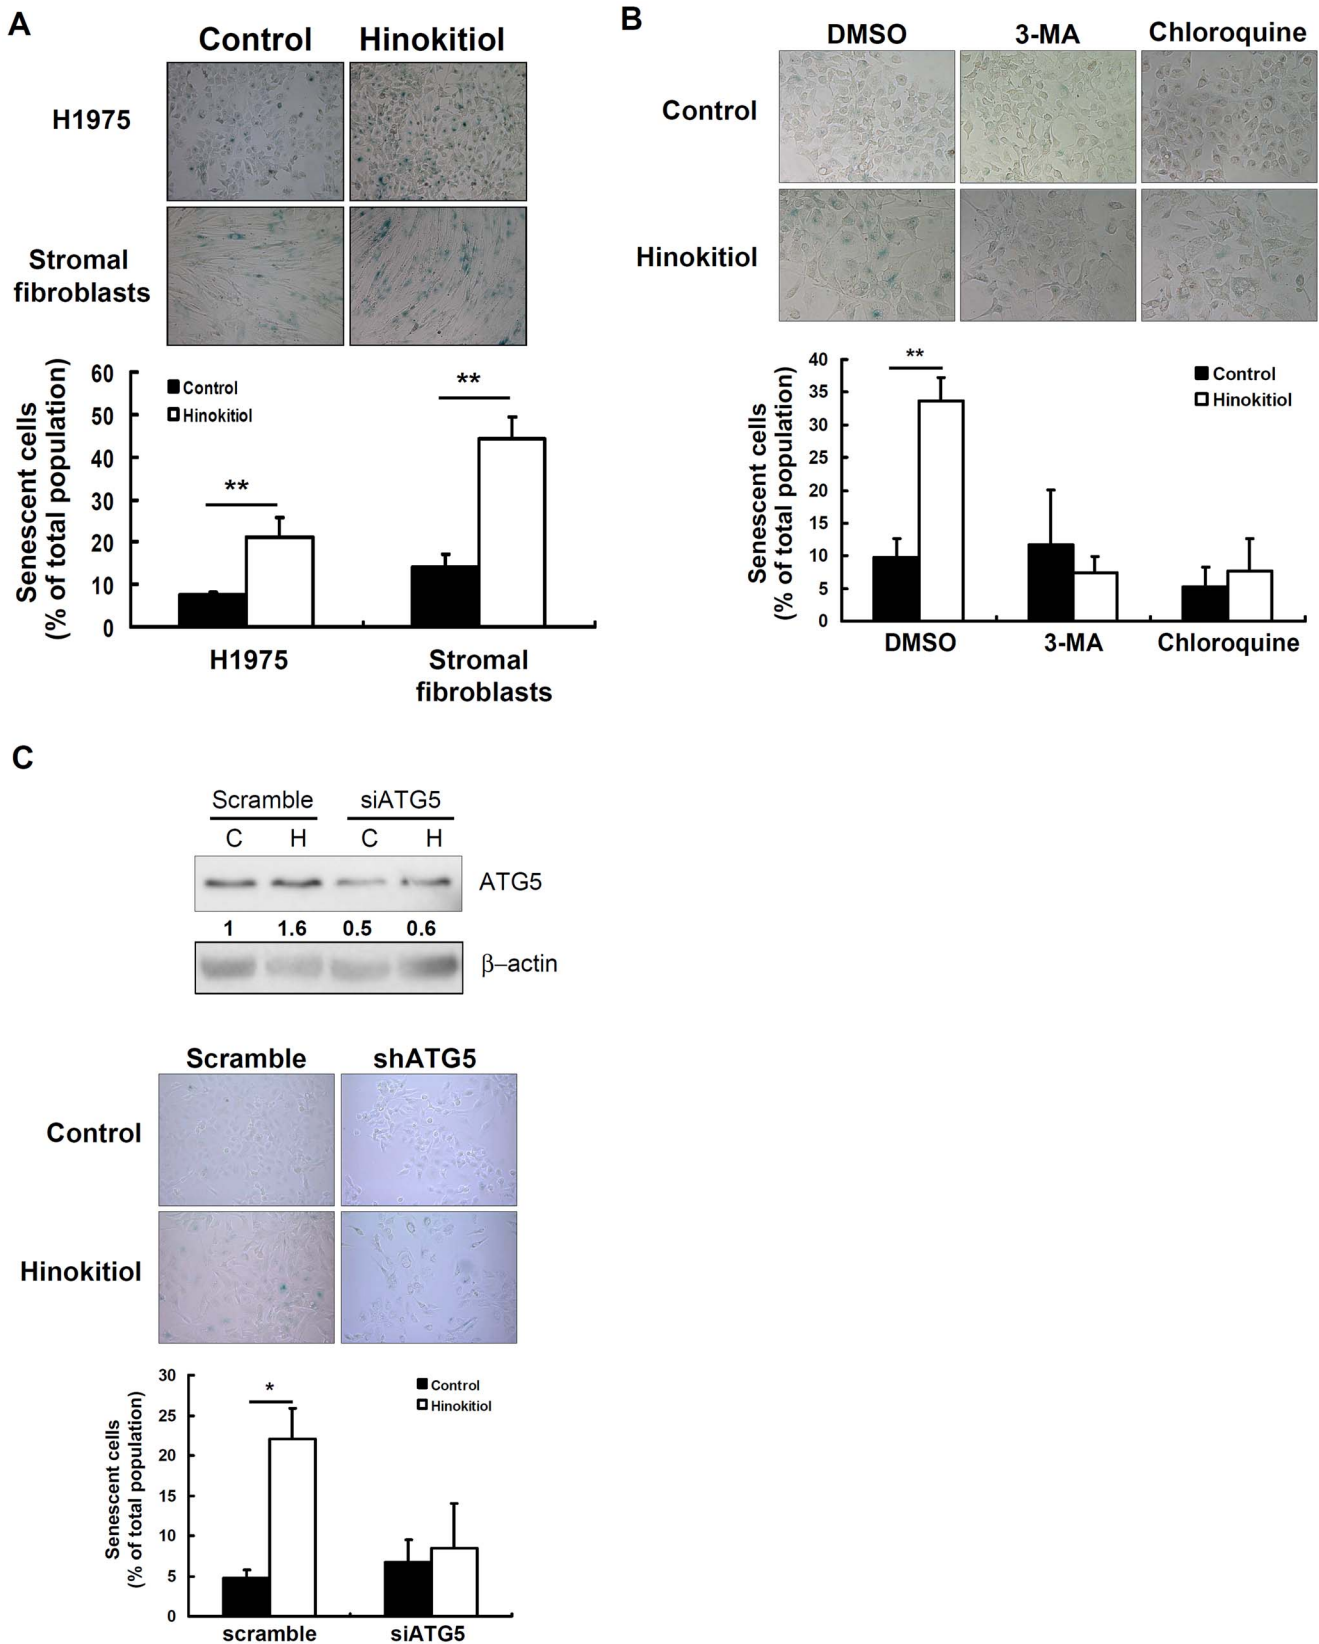 A
Control Hinokitiol
H1975
Stromal
fibroblasts
Senescent cells
(% of total population)
60
50
40
30
20
10
0
Control
Hinokitiol
**
**
H1975
Stromal
fibroblasts
B
DMSO 3-MA Chloroquine
Control
Hinokitiol
Senescent cells
(% of total population)
40
35
30
25
20
15
10
5
0
**
Control
Hinokitiol
DMSO 3-MA Chloroquine
C
Scramble siATG5
C H C H
ATG5
1 1.6 0.5 0.6
β–actin
Scramble shATG5
Control
Hinokitiol
Senescent cells
(% of total population)
30
25
20
15
10
5
0
*
Control
Hinokitiol
scramble siATG5